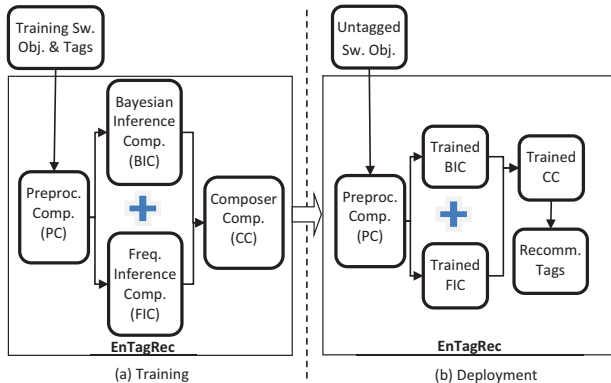 Training Sw.
Obj. & Tags
Bayesian
Inference
Comp.
(BIC)
Preproc.
Comp.
(PC)
Composer
Comp.
(CC)
Freq.
Inference
Comp.
(FIC)
EnTagRec
(a) Training
Untagged
Sw. Obj.
Trained
BIC
Trained
CC
Preproc.
Comp.
(PC)
Trained
FIC
Recomm.
Tags
EnTagRec
(b) Deployment